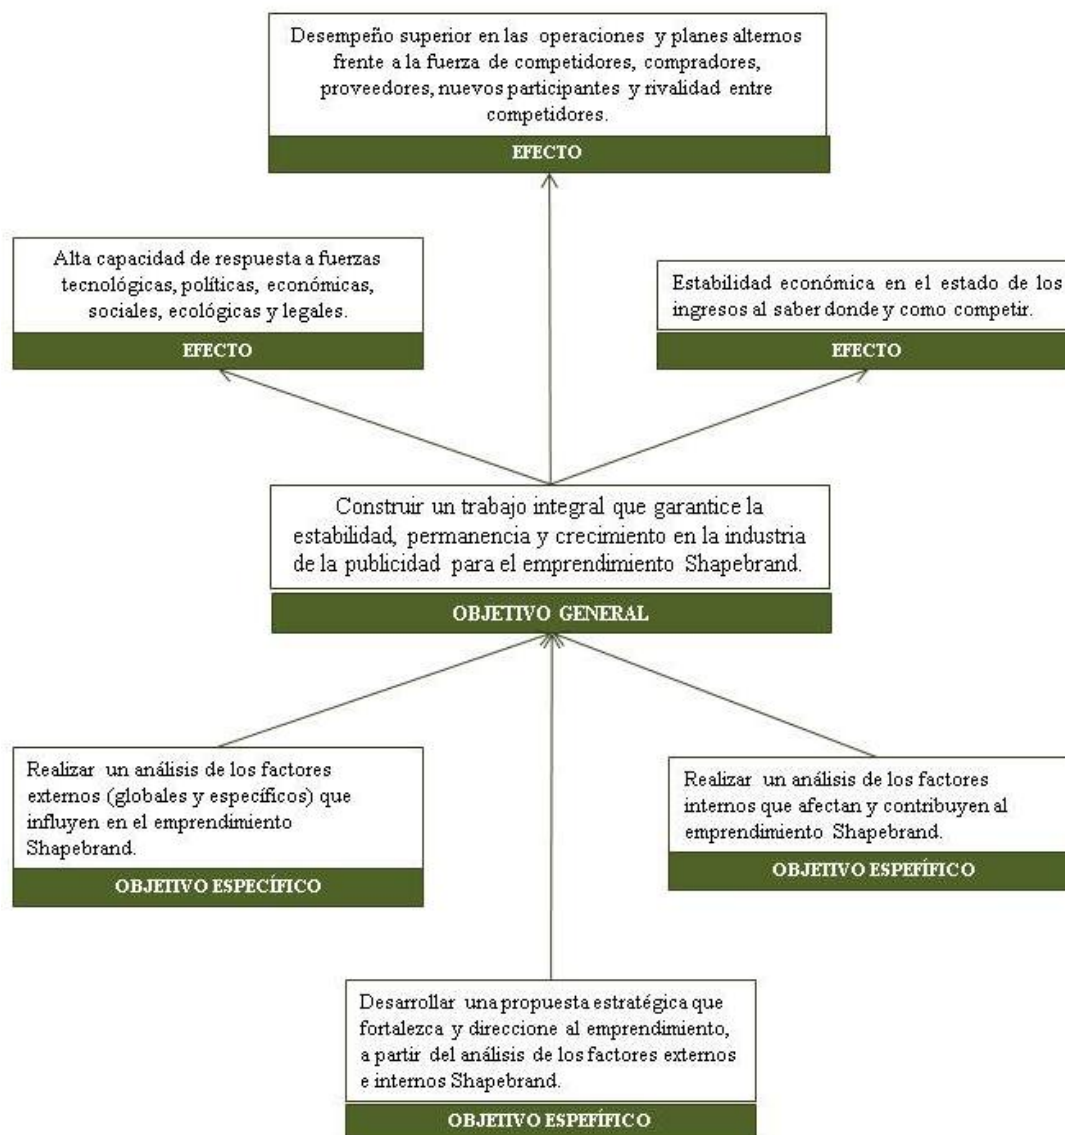 Desempeño superior en las operaciones y planes alternos
frente a la fuerza de competidores, compradores,
proveedores, nuevos participantes y rivalidad entre
competidores.
EFECTO
Alta capacidad de respuesta a fuerzas
tecnológicas, políticas, económicas,
sociales, ecológicas y legales.
EFECTO
Estabilidad económica en el estado de los
ingresos al saber donde y como competir.
EFECTO
Construir un trabajo integral que garantice la
estabilidad, permanencia y crecimiento en la industria
de la publicidad para el emprendimiento Shapebrand.
OBJETIVO GENERAL
Realizar un análisis de los factores
externos (globales y específicos) que
influyen en el emprendimiento
Shapebrand.
OBJETIVO ESPECÍFICO
Realizar un análisis de los factores
internos que afectan y contribuyen al
emprendimiento Shapebrand.
OBJETIVO ESPEFÍFICO
Desarrollar una propuesta estratégica que
fortalezca y direccione al emprendimiento,
a partir del análisis de los factores externos
e internos Shapebrand.
OBJETIVO ESPEFÍFICO